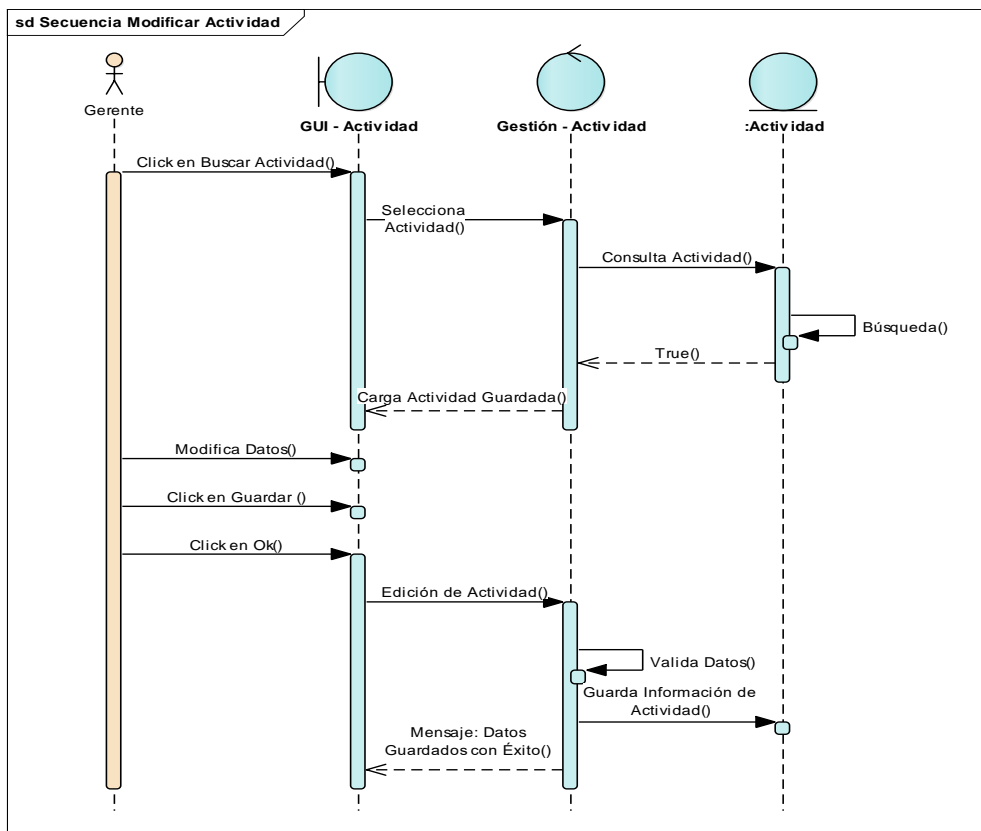 sd Secuencia Modificar Actividad
Gerente
GUI - Actividad
Gestión - Actividad
:Actividad
Click en Buscar Actividad()
Selecciona
Actividad()
Consulta Actividad()
Búsqueda()
True()
Carga Actividad Guardada()
Modifica Datos()
Click en Guardar ()
Click en Ok()
Edición de Actividad()
Valida Datos()
Guarda Información de
Actividad()
Mensaje: Datos
Guardados con Éxito()